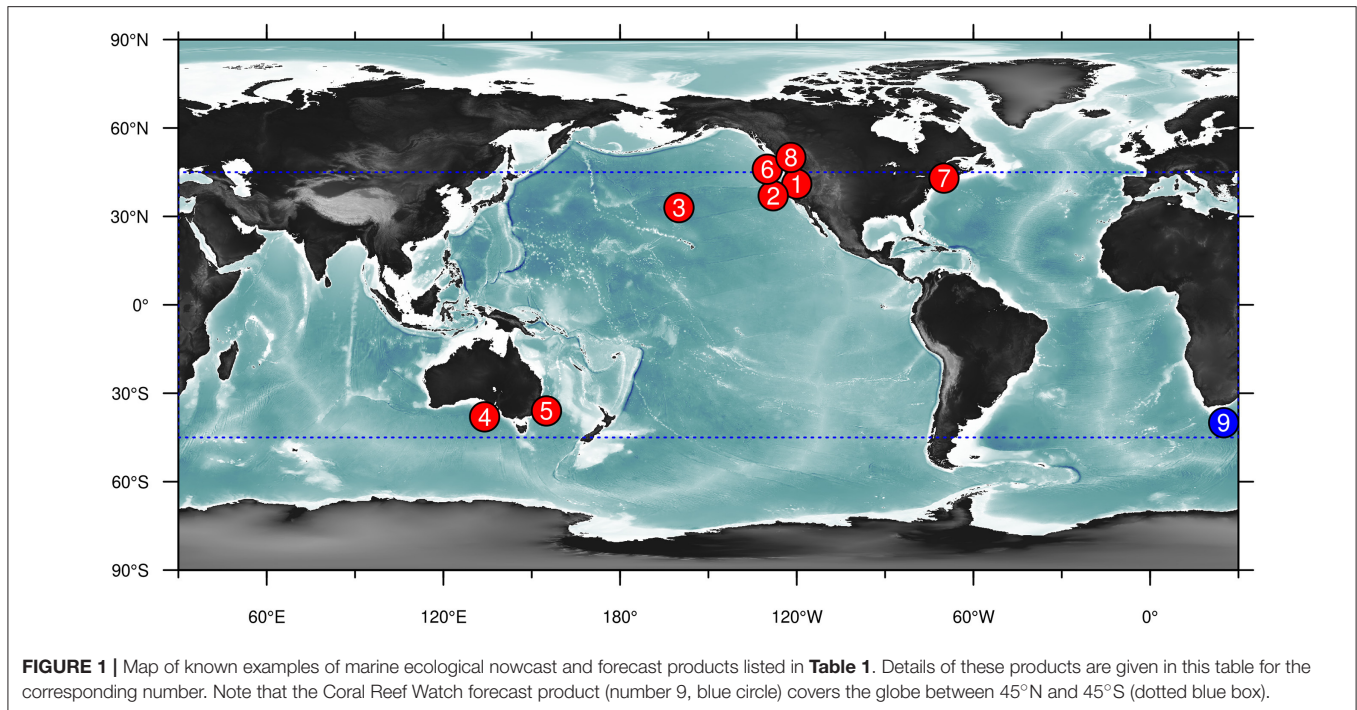 90°N
60°N
30°N
0°
30°S
60°S
90°S
8
6
1
7
2
3
4
5
9
60°E
120°E
180°
120°W
60°W
0°
FIGURE 1 | Map of known examples of marine ecological nowcast and forecast products listed in Table 1. Details of these products are given in this table for the
corresponding number. Note that the Coral Reef Watch forecast product (number 9, blue circle) covers the globe between 45°N and 45°S (dotted blue box).